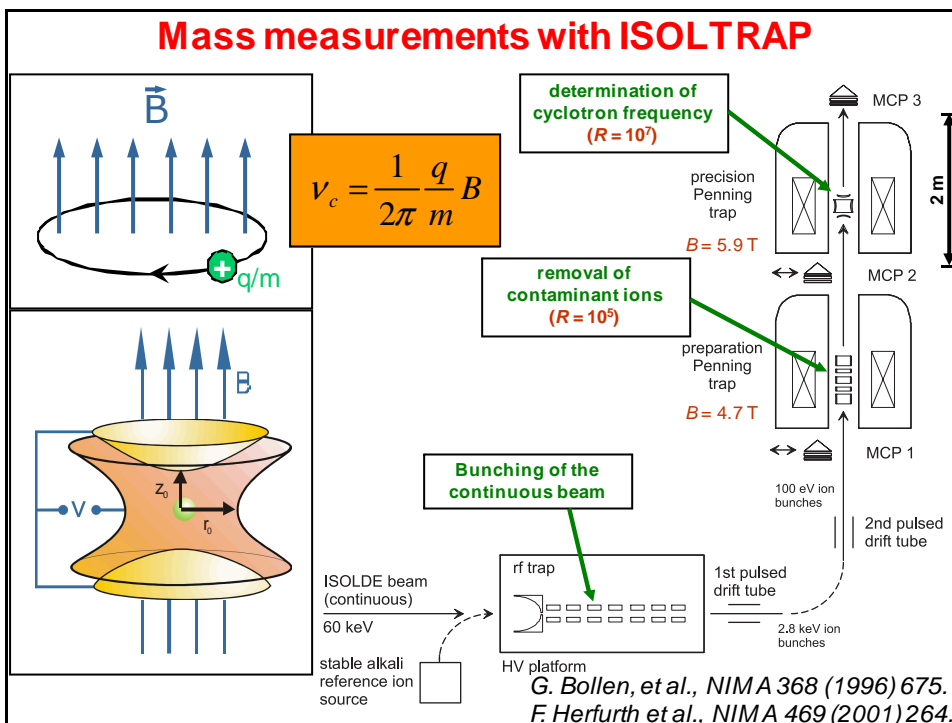 Mass measurements with ISOLTRAP
B
q/m
+
ν_c = 1/2π q/m B
B
z₀
r₀
V
determination of
cyclotron frequency
(R = 10⁷)
MCP 3
precision
Penning
trap
B = 5.9 T
2 m
MCP 2
removal of
contaminant ions
(R = 10⁵)
preparation
Penning
trap
B = 4.7 T
MCP 1
Bunching of the
continuous beam
100 eV ion
bunches
2nd pulsed
drift tube
rf trap
1st pulsed
drift tube
ISOLDE beam
(continuous)
60 keV
2.8 keV ion
bunches
stable alkali
reference ion
source
HV platform
G. Bollen, et al., NIM A 368 (1996) 675.
F. Herfurth et al., NIM A 469 (2001) 264.